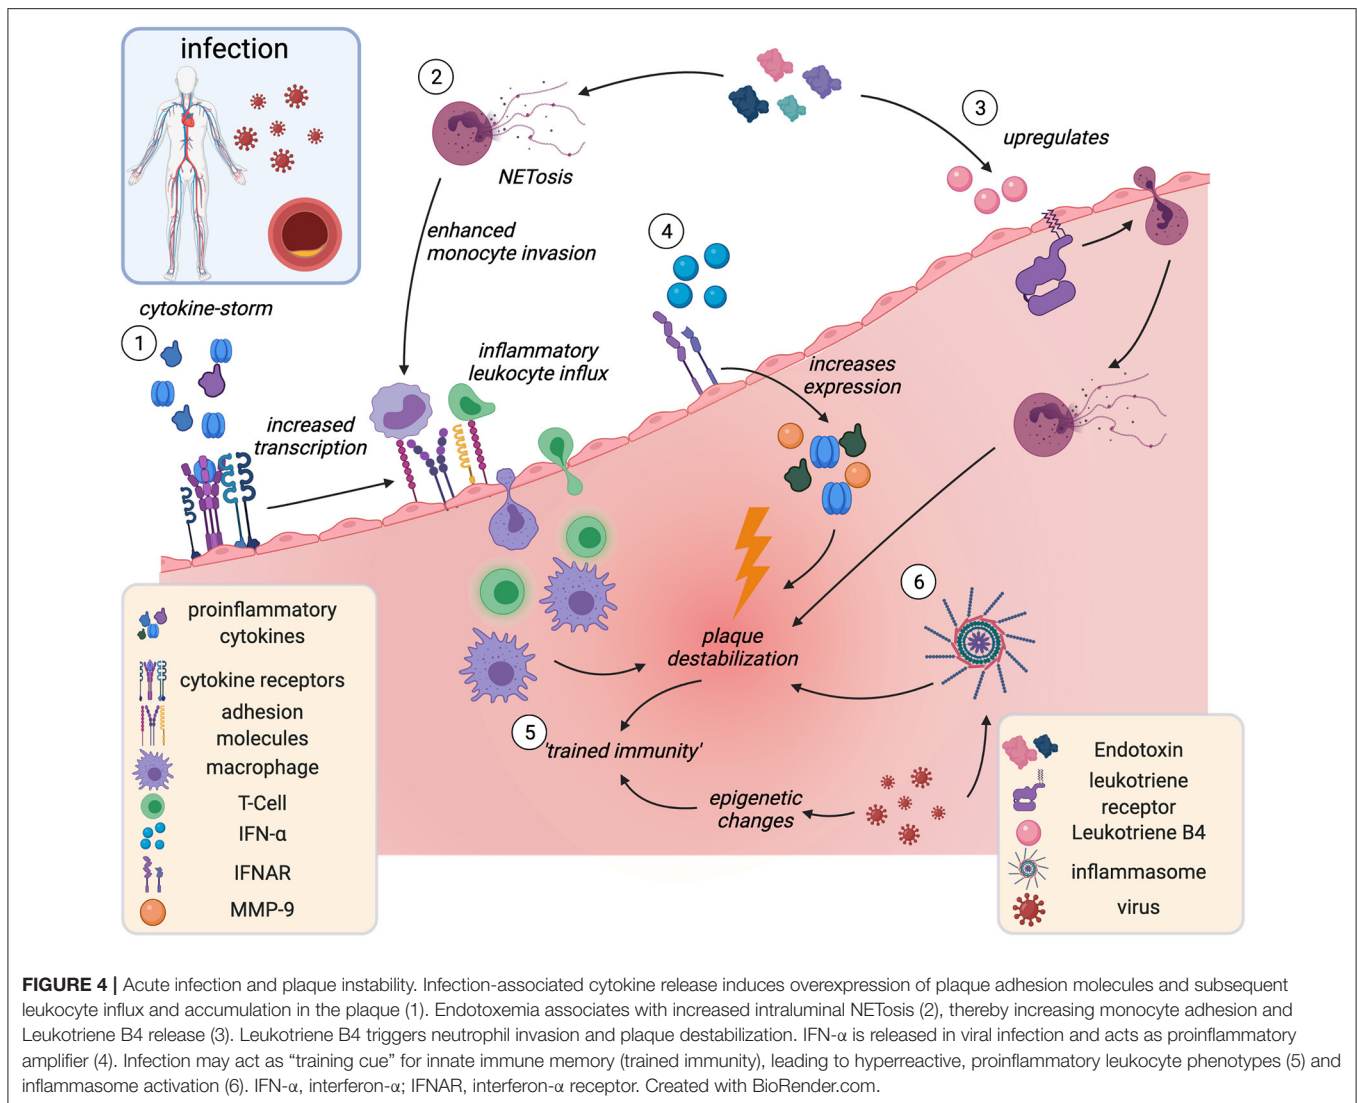 infection
2
3
upregulates
NETosis
enhanced
monocyte invasion
4
cytokine-storm
1
inflammatory
leukocyte influx
increases
expression
increased
transcription
6
proinflammatory
cytokines
cytokine receptors
adhesion
molecules
macrophage
T-Cell
IFN-α
IFNAR
MMP-9
plaque
destabilization
5
'trained immunity'
epigenetic
changes
Endotoxin
leukotriene
receptor
Leukotriene B4
inflammasome
virus
FIGURE 4 | Acute infection and plaque instability. Infection-associated cytokine release induces overexpression of plaque adhesion molecules and subsequent
leukocyte influx and accumulation in the plaque (1). Endotoxemia associates with increased intraluminal NETosis (2), thereby increasing monocyte adhesion and
Leukotriene B4 release (3). Leukotriene B4 triggers neutrophil invasion and plaque destabilization. IFN-α is released in viral infection and acts as proinflammatory
amplifier (4). Infection may act as “training cue” for innate immune memory (trained immunity), leading to hyperreactive, proinflammatory leukocyte phenotypes (5) and
inflammasome activation (6). IFN-α, interferon-α; IFNAR, interferon-α receptor. Created with BioRender.com.